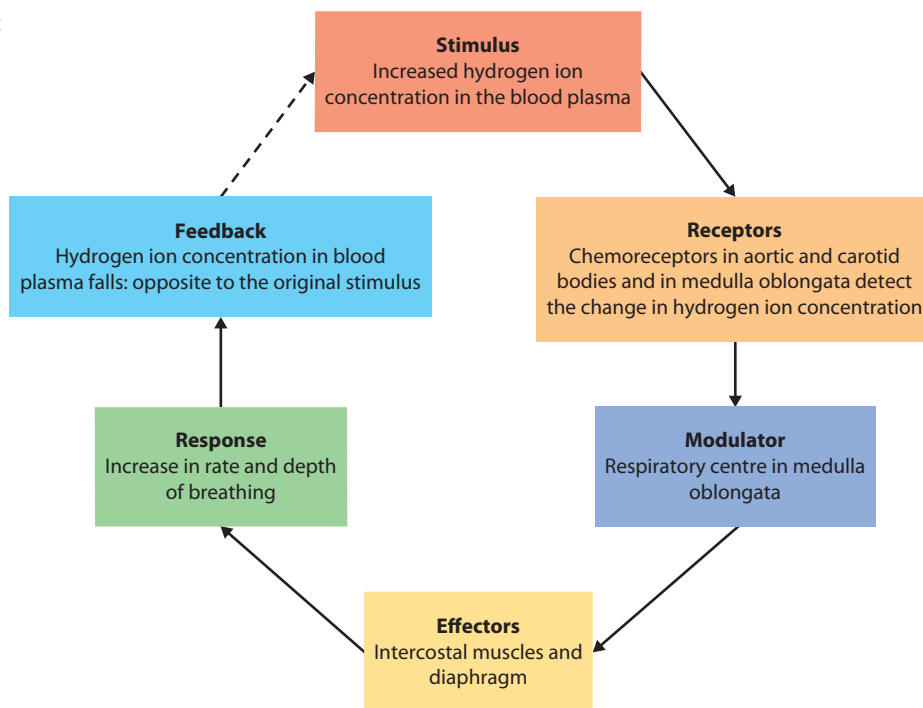 Stimulus
Increased hydrogen ion
concentration in the blood plasma
Receptors
Chemoreceptors in aortic and carotid
bodies and in medulla oblongata detect
the change in hydrogen ion concentration
Modulator
Respiratory centre in medulla
oblongata
Effectors
Intercostal muscles and
diaphragm
Response
Increase in rate and depth
of breathing
Feedback
Hydrogen ion concentration in blood
plasma falls: opposite to the original stimulus